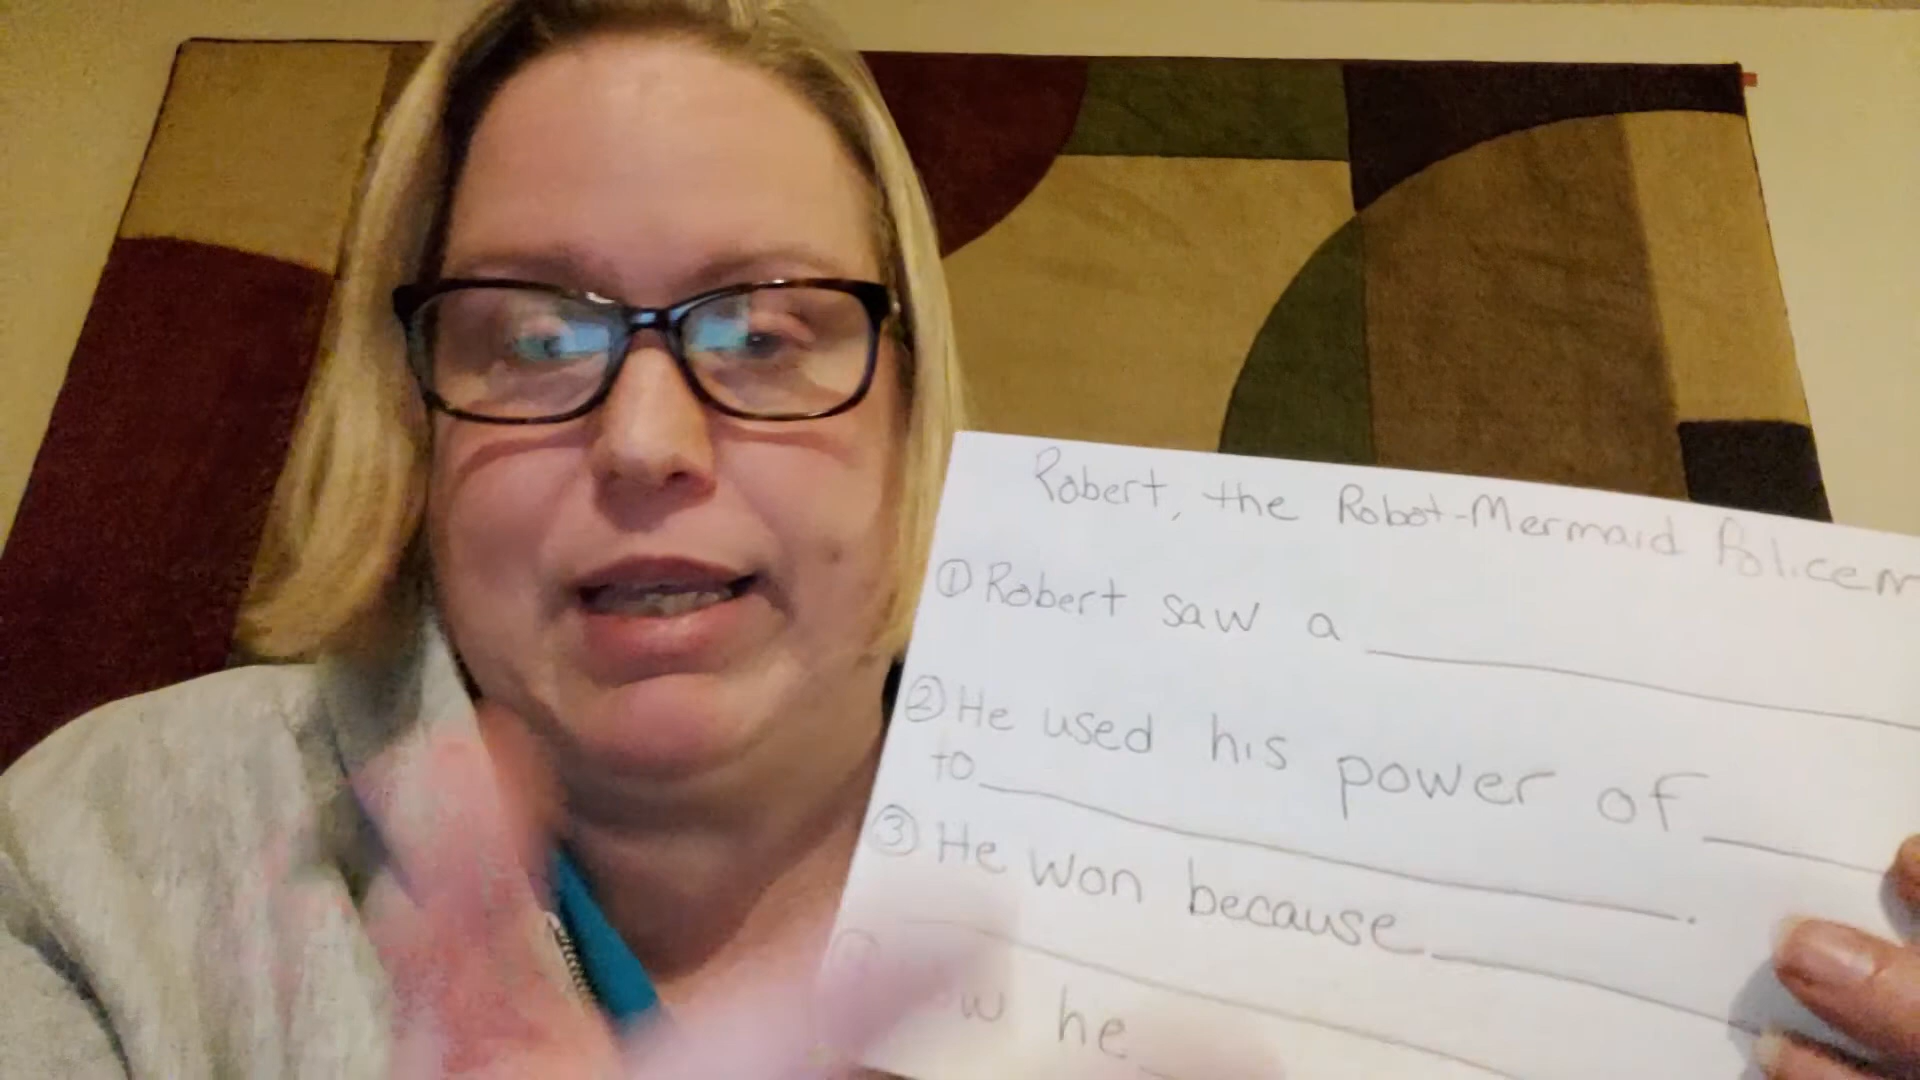 Robert, the Robot-Mermaid Policem
① Robert saw a
② He used his power of
to .
③ He won because
he